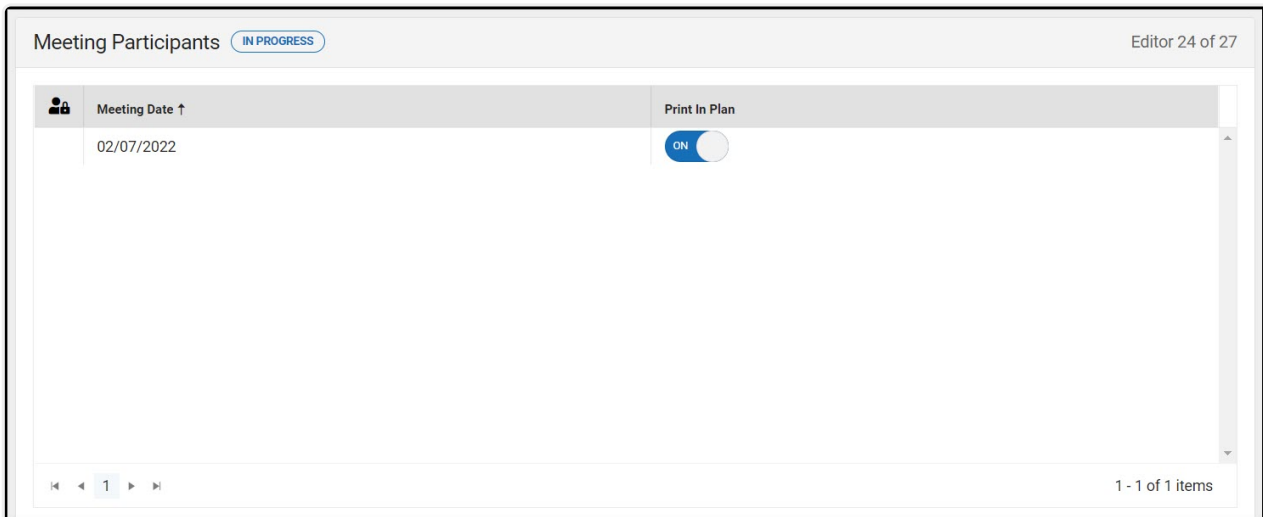 Meeting Participants IN PROGRESS Editor 24 of 27
Meeting Date ↑ Print In Plan
02/07/2022 ON
1 1 - 1 of 1 items